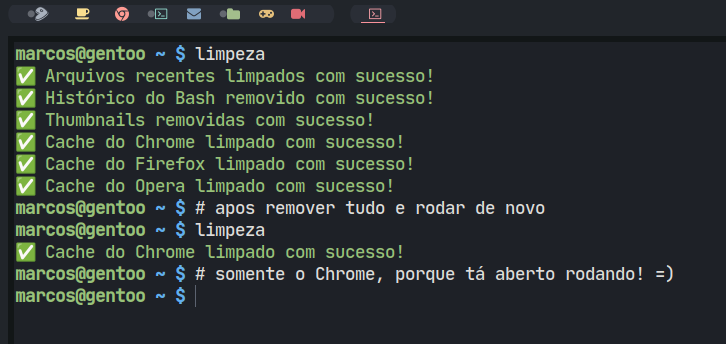 marcos@gentoo ~ $ limpeza
✅ Arquivos recentes limpados com sucesso!
✅ Histórico do Bash removido com sucesso!
✅ Thumbnails removidas com sucesso!
✅ Cache do Chrome limpado com sucesso!
✅ Cache do Firefox limpado com sucesso!
✅ Cache do Opera limpado com sucesso!
marcos@gentoo ~ $ # apos remover tudo e rodar de novo
marcos@gentoo ~ $ limpeza
✅ Cache do Chrome limpado com sucesso!
marcos@gentoo ~ $ # somente o Chrome, porque tá aberto rodando! =)
marcos@gentoo ~ $